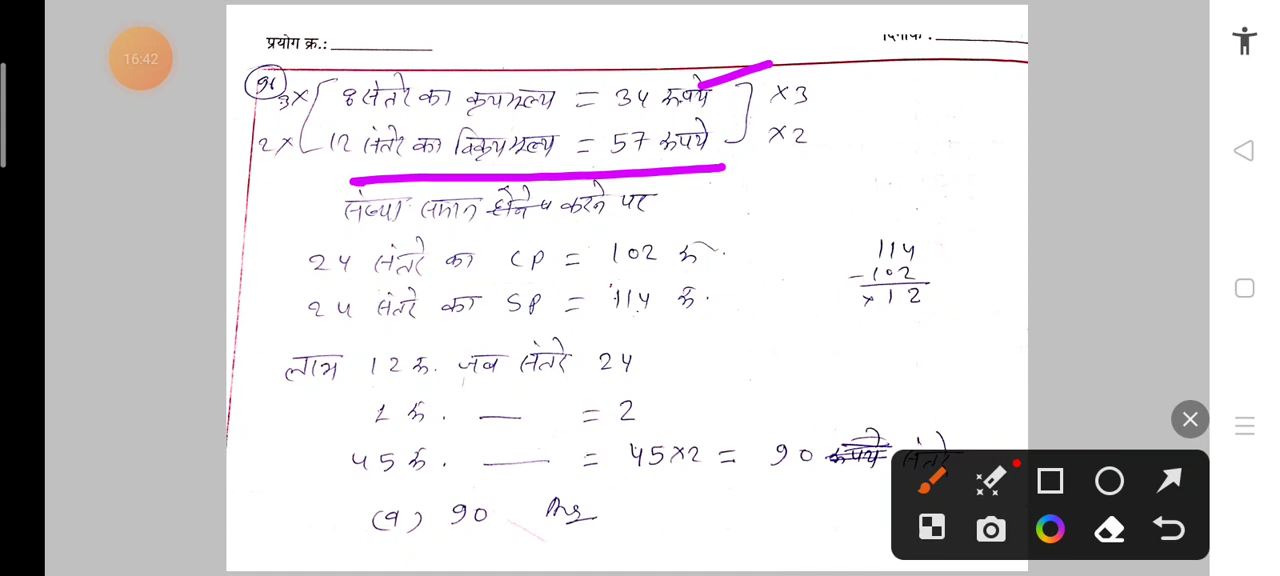 16:42
प्रयोग क्र.:
दिनांक :
91
3× 8 संतरे का क्रयमूल्य = 34 रूपये ×3
2× 12 संतरे का विक्रयमूल्य = 57 रूपये ×2
संख्या समान करने पर
24 संतरे का CP = 102 रु.
114
24 संतरे का SP = 114 रु.
-102
×12
लाभ 12 रु. जब संतरे 24
1 रु. — = 2
45 रु. — = 45×2 = 90 संतरे
90 Ans